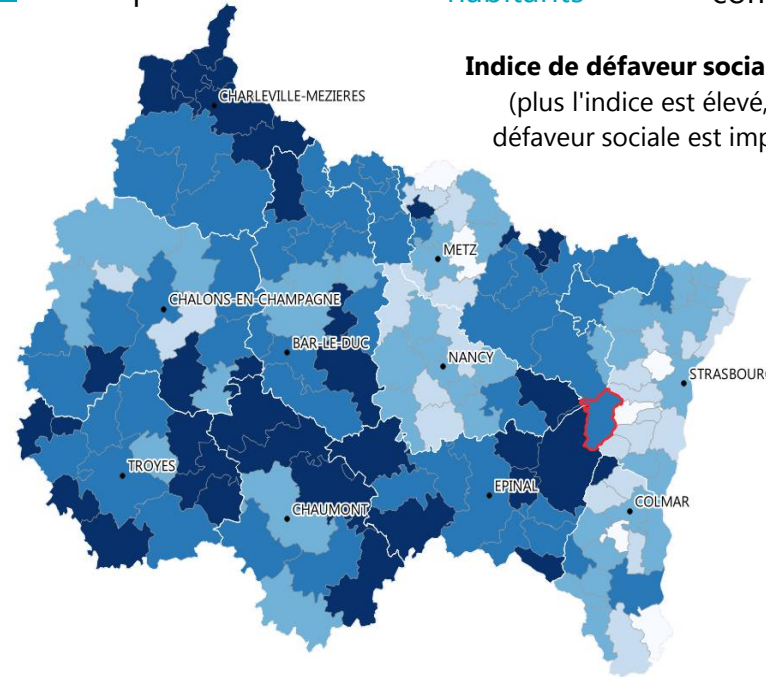 habitants
Indice de défaveur socia
(plus l'indice est élevé,
défaveur sociale est imp
CHARLEVILLE-MEZIERES
METZ
CHALONS-EN-CHAMPAGNE
BAR-LE-DUC
NANCY
STRASBOUR
TROYES
EPINAL
CHAUMONT
COLMAR